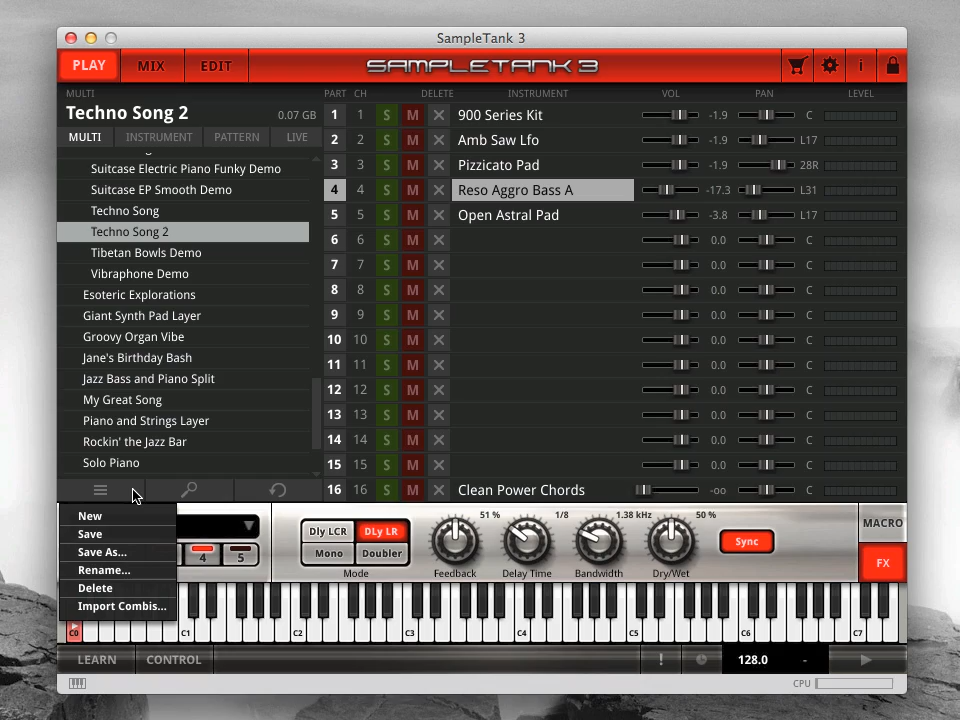 SampleTank 3
PLAY MIX EDIT SAMPLETANK 3 i
MULTI
Techno Song 2 0.07 GB
MULTI INSTRUMENT PATTERN LIVE
Suitcase Electric Piano Funky Demo
Suitcase EP Smooth Demo
Techno Song
Techno Song 2
Tibetan Bowls Demo
Vibraphone Demo
Esoteric Explorations
Giant Synth Pad Layer
Groovy Organ Vibe
Jane's Birthday Bash
Jazz Bass and Piano Split
My Great Song
Piano and Strings Layer
Rockin' the Jazz Bar
Solo Piano
PART CH DELETE INSTRUMENT VOL PAN LEVEL
1 1 S M 900 Series Kit -1.9 C
2 2 S M Amb Saw Lfo -1.9 L17
3 3 S M Pizzicato Pad -1.9 28R
4 4 S M Reso Aggro Bass A -17.3 L31
5 5 S M Open Astral Pad -3.8 L17
6 6 S M 0.0 C
7 7 S M 0.0 C
8 8 S M 0.0 C
9 9 S M 0.0 C
10 10 S M 0.0 C
11 11 S M 0.0 C
12 12 S M 0.0 C
13 13 S M 0.0 C
14 14 S M 0.0 C
15 15 S M 0.0 C
16 16 S M Clean Power Chords -oo C
New
Save
Save As...
Rename...
Delete
Import Combis...
4 5
Dly LCR DLy LR
Mono Doubler
Mode
51 % 1/8 1.38 kHz 50 %
Feedback Delay Time Bandwidth Dry/Wet
Sync
MACRO
FX
C0 C1 C2 C3 C4 C5 C6 C7
LEARN CONTROL ! 128.0 -
CPU